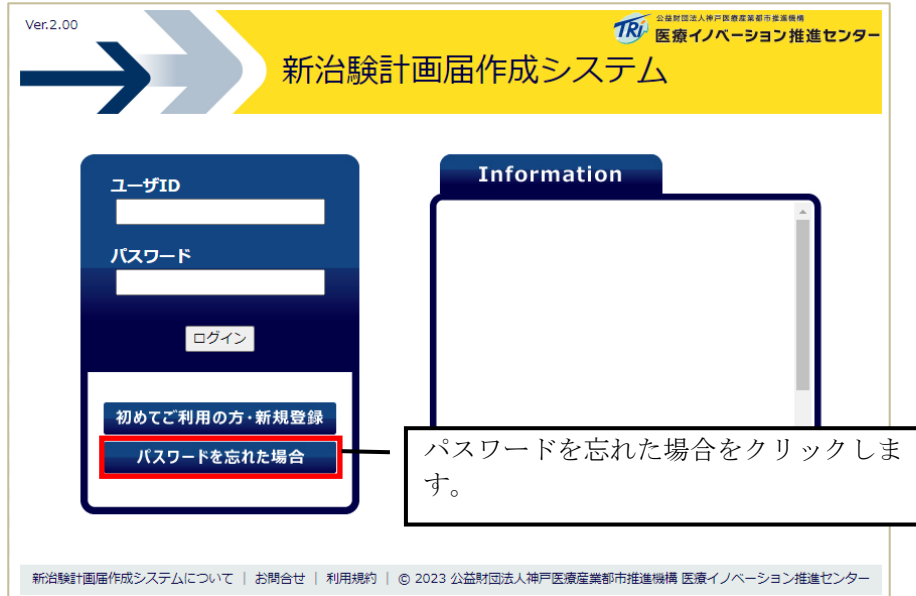 Ver.2.00
TRi
公益財団法人神戸医療産業都市推進機構
医療イノベーション推進センター
新治験計画届作成システム
ユーザID
Information
パスワード
ログイン
初めてご利用の方・新規登録
パスワードを忘れた場合
パスワードを忘れた場合をクリックしま
す。
新治験計画届作成システムについて | お問合せ | 利用規約 | © 2023 公益財団法人神戸医療産業都市推進機構 医療イノベーション推進センター